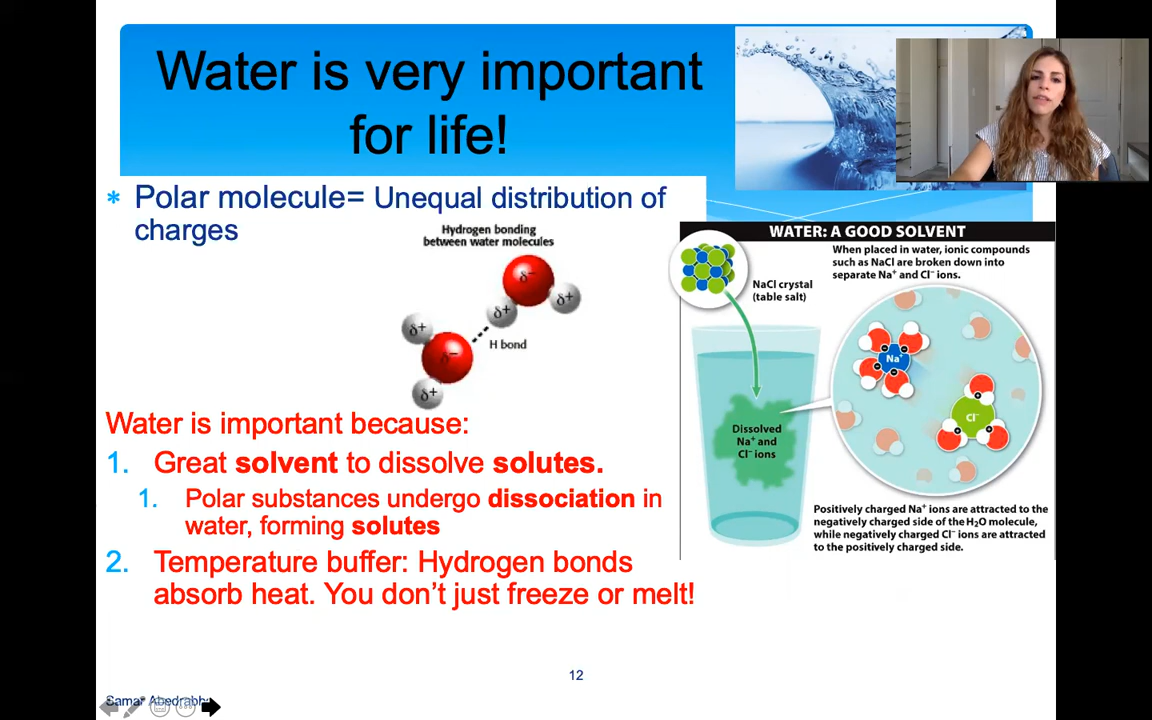 Water is very important
for life!
* Polar molecule= Unequal distribution of
charges
Hydrogen bonding
between water molecules
δ−
δ+
δ+
δ+
δ−
H bond
δ+
Water is important because:
1. Great solvent to dissolve solutes.
1. Polar substances undergo dissociation in
water, forming solutes
2. Temperature buffer: Hydrogen bonds
absorb heat. You don't just freeze or melt!
WATER: A GOOD SOLVENT
When placed in water, ionic compounds
such as NaCl are broken down into
separate Na⁺ and Cl⁻ ions.
NaCl crystal
(table salt)
Na⁺
Cl⁻
Dissolved
Na⁺ and
Cl⁻ ions
Positively charged Na⁺ ions are attracted to the
negatively charged side of the H₂O molecule,
while negatively charged Cl⁻ ions are attracted
to the positively charged side.
12
Samar